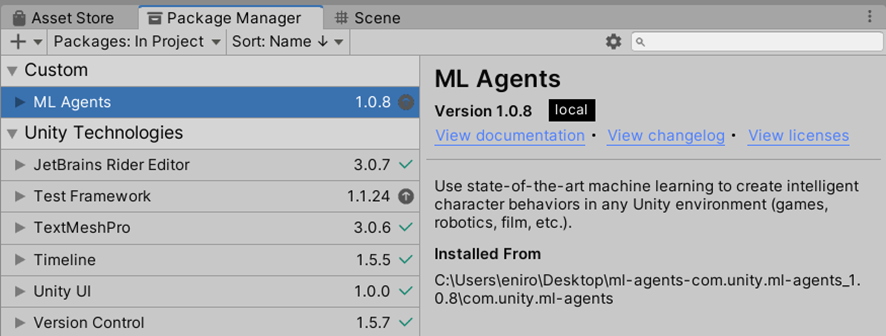 Asset Store Package Manager Scene
Packages: In Project Sort: Name ↓
Custom
ML Agents 1.0.8
Unity Technologies
JetBrains Rider Editor 3.0.7
Test Framework 1.1.24
TextMeshPro 3.0.6
Timeline 1.5.5
Unity UI 1.0.0
Version Control 1.5.7
ML Agents
Version 1.0.8 local
View documentation • View changelog • View licenses
Use state-of-the-art machine learning to create intelligent
character behaviors in any Unity environment (games,
robotics, film, etc.).
Installed From
C:\Users\eniro\Desktop\ml-agents-com.unity.ml-agents_1.
0.8\com.unity.ml-agents